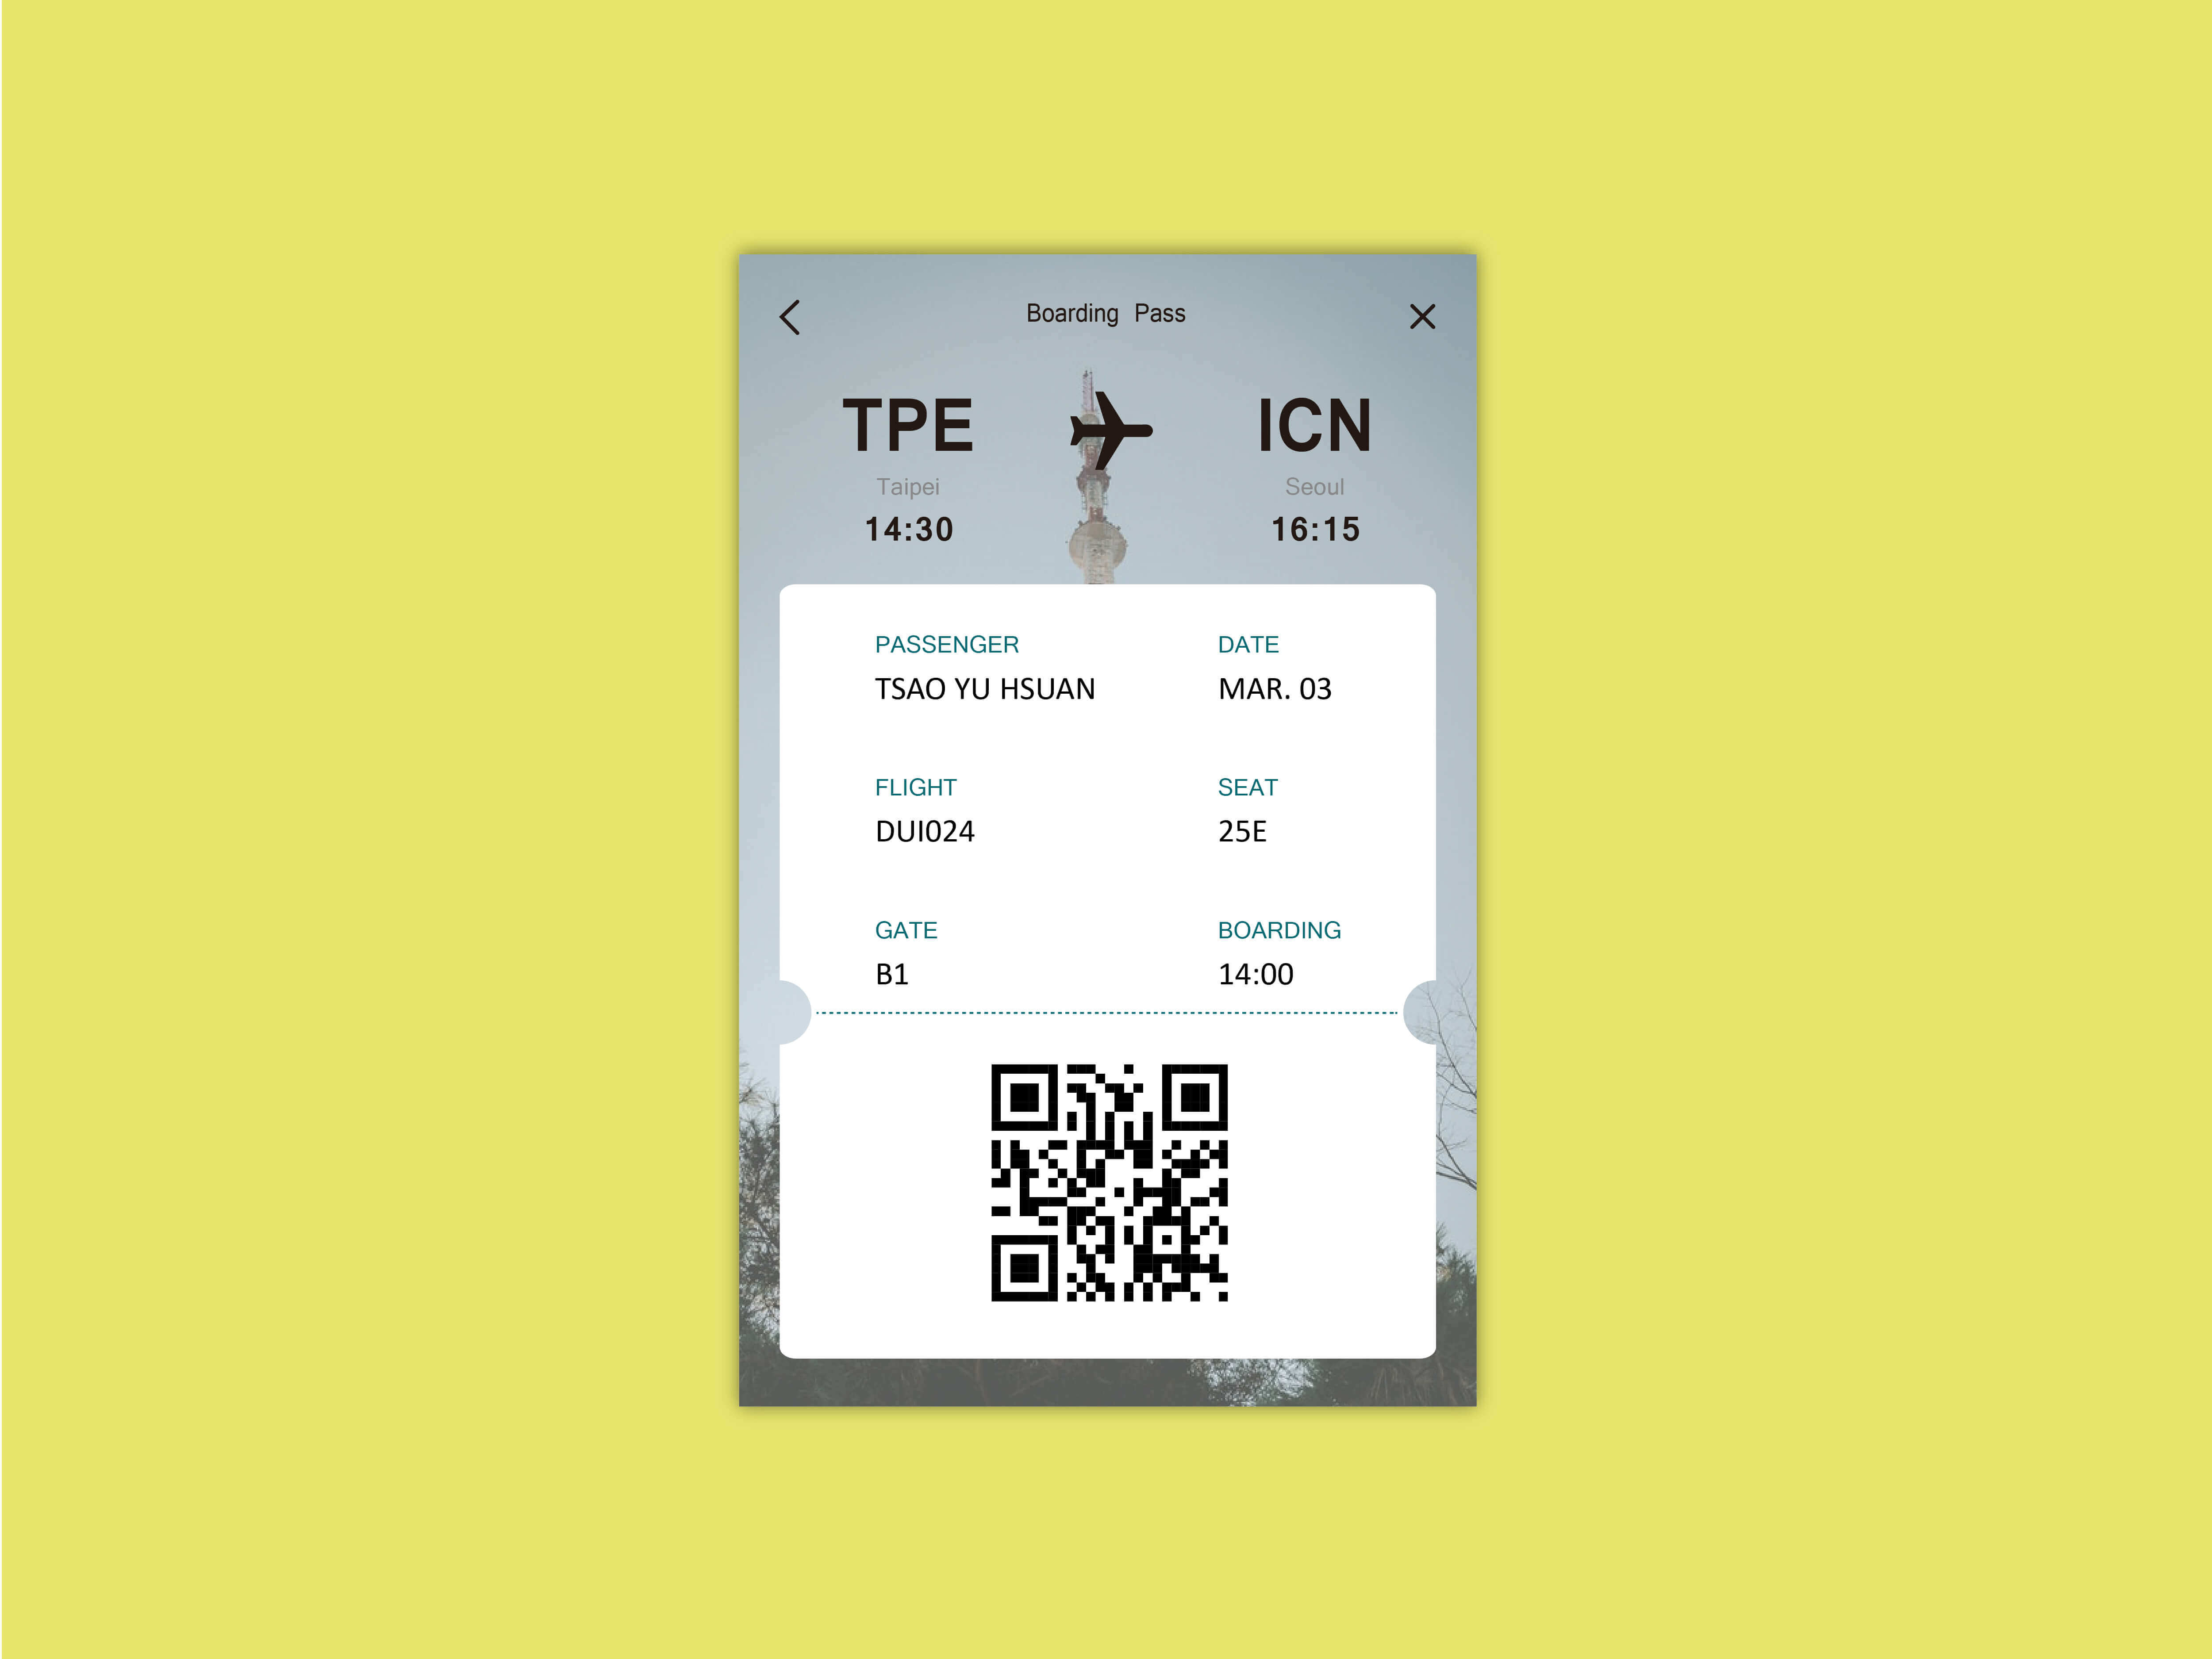 Boarding Pass
TPE ICN
Taipei Seoul
14:30 16:15
PASSENGER DATE
TSAO YU HSUAN MAR. 03
FLIGHT SEAT
DUI024 25E
GATE BOARDING
B1 14:00